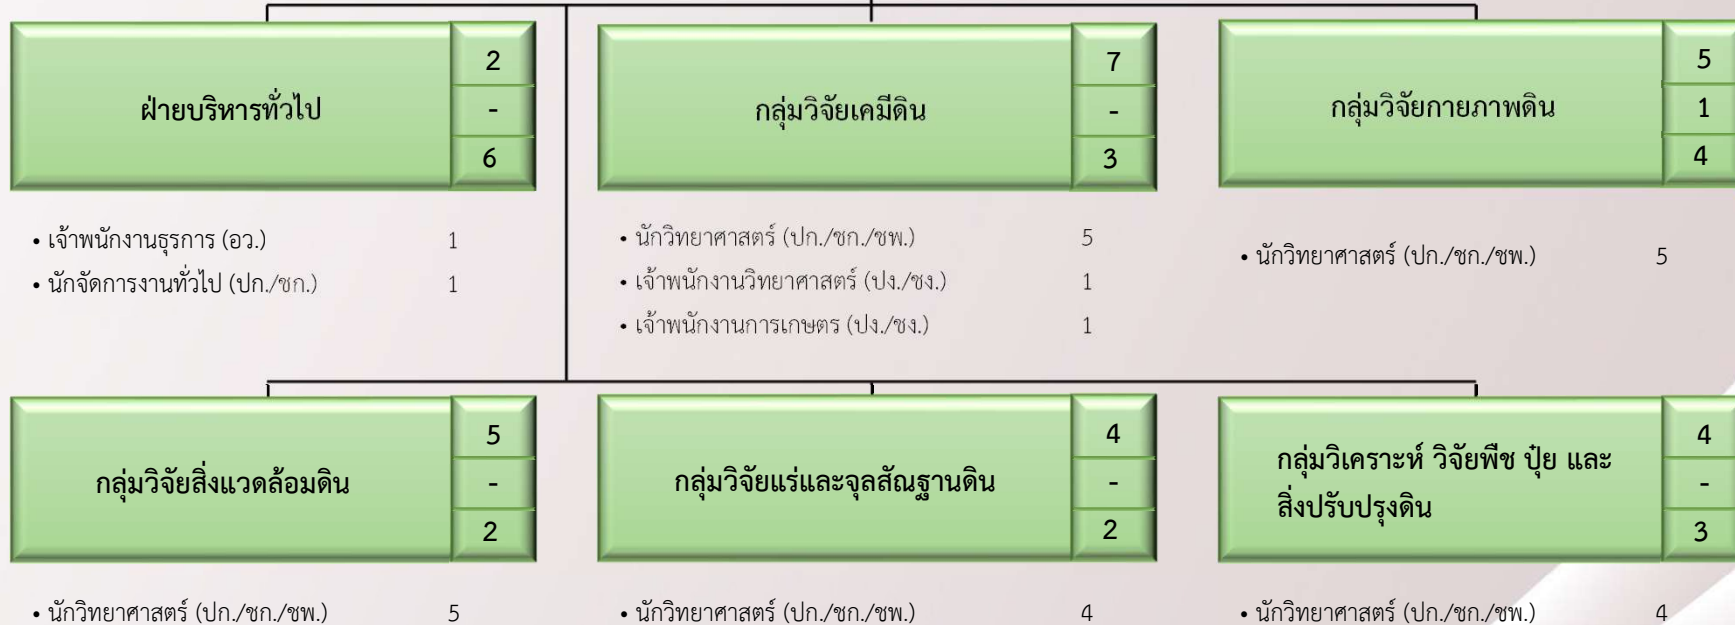 ฝ่ายบริหารทั่วไป
2
-
6
• เจ้าพนักงานธุรการ (อว.) 1
• นักจัดการงานทั่วไป (ปก./ชก.) 1
กลุ่มวิจัยเคมีดิน
7
-
3
• นักวิทยาศาสตร์ (ปก./ชก./ชพ.) 5
• เจ้าพนักงานวิทยาศาสตร์ (ปง./ชง.) 1
• เจ้าพนักงานการเกษตร (ปง./ชง.) 1
กลุ่มวิจัยกายภาพดิน
5
1
4
• นักวิทยาศาสตร์ (ปก./ชก./ชพ.) 5
กลุ่มวิจัยสิ่งแวดล้อมดิน
5
-
2
• นักวิทยาศาสตร์ (ปก./ชก./ชพ.) 5
กลุ่มวิจัยแร่และจุลสัณฐานดิน
4
-
2
• นักวิทยาศาสตร์ (ปก./ชก./ชพ.) 4
กลุ่มวิเคราะห์ วิจัยพืช ปุ๋ย และ
สิ่งปรับปรุงดิน
4
-
3
• นักวิทยาศาสตร์ (ปก./ชก./ชพ.) 4